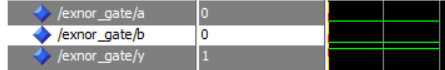 /exnor_gate/a 0
/exnor_gate/b 0
/exnor_gate/y 1